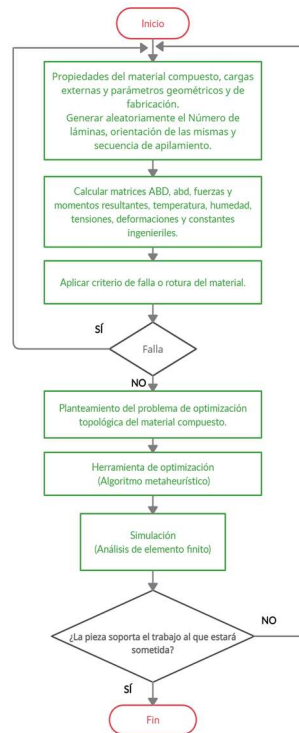 Inicio
Propiedades del material compuesto, cargas
externas y parámetros geométricos y de
fabricación.
Generar aleatoriamente el Número de
láminas, orientación de las mismas y
secuencia de apilamiento.
Calcular matrices ABD, abd, fuerzas y
momentos resultantes, temperatura, humedad,
tensiones, deformaciones y constantes
ingenieriles.
Aplicar criterio de falla o rotura del material.
SÍ
Falla
NO
Planteamiento del problema de optimización
topológica del material compuesto.
Herramienta de optimización
(Algoritmo metaheurístico)
Simulación
(Análisis de elemento finito)
NO
¿La pieza soporta el trabajo al que estará
sometida?
SÍ
Fin